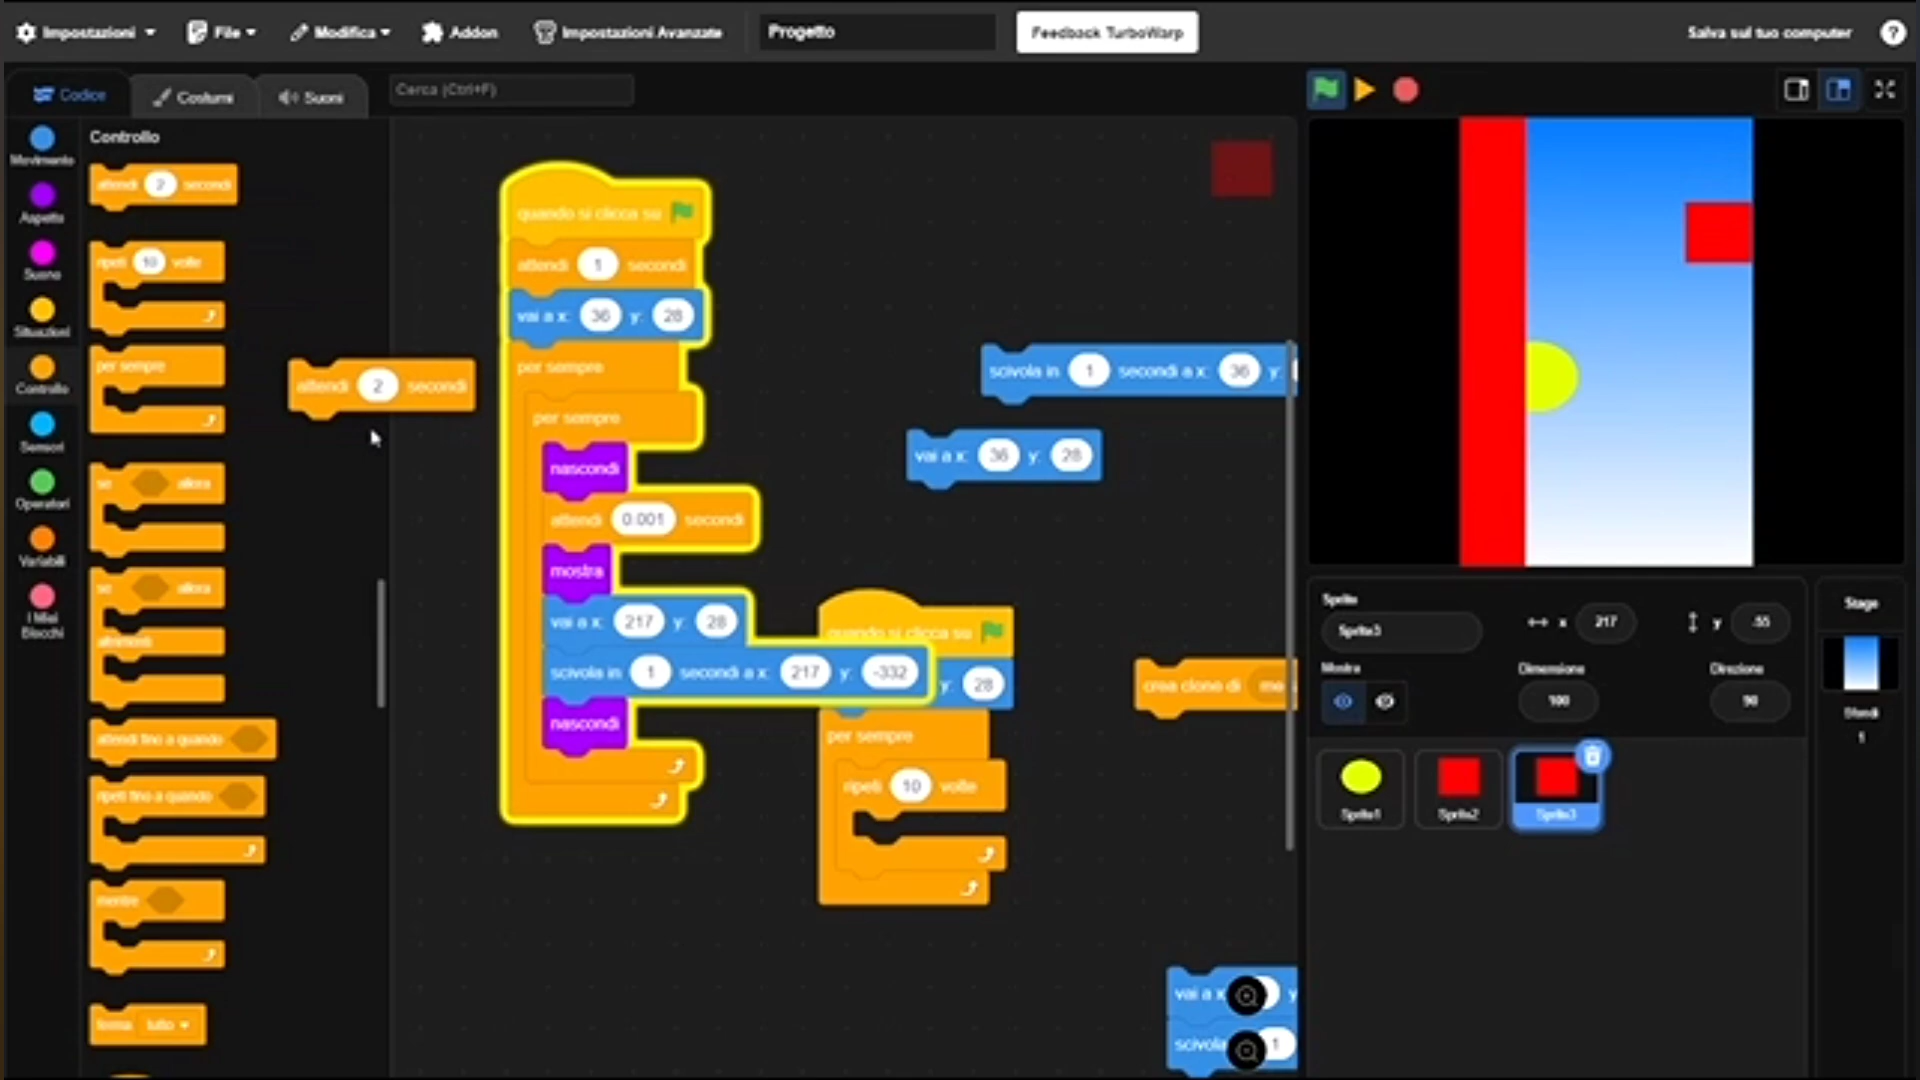 Impostazioni File Modifica Addon Impostazioni Avanzate Progetto Feedback TurboWarp Salva sul tuo computer ?
Codice Costumi Suoni Cerca (Ctrl+F)
Movimento
Aspetto
Suono
Situazioni
Controllo
Sensori
Operatori
Variabili
I Miei
Blocchi
Controllo
attendi 2 secondi
ripeti 10 volte
per sempre
se allora
se allora
altrimenti
attendi fino a quando
ripeti fino a quando
mentre
ferma tutto
attendi 2 secondi
quando si clicca su
attendi 1 secondi
vai a x: 36 y: 28
per sempre
per sempre
nascondi
attendi 0.001 secondi
mostra
vai a x: 217 y: 28
scivola in 1 secondi a x: 217 y: -332
nascondi
scivola in 1 secondi a x: 36 y:
vai a x: 36 y: 28
quando si clicca su
y: 28
per sempre
ripeti 10 volte
crea clone di me
vai a x y
scivola 1
Sprite
Sprite3 x 217 y 55
Mostra Dimensione Direzione
100 90
Sprite1 Sprite2 Sprite3
Stage
Sfondi
1